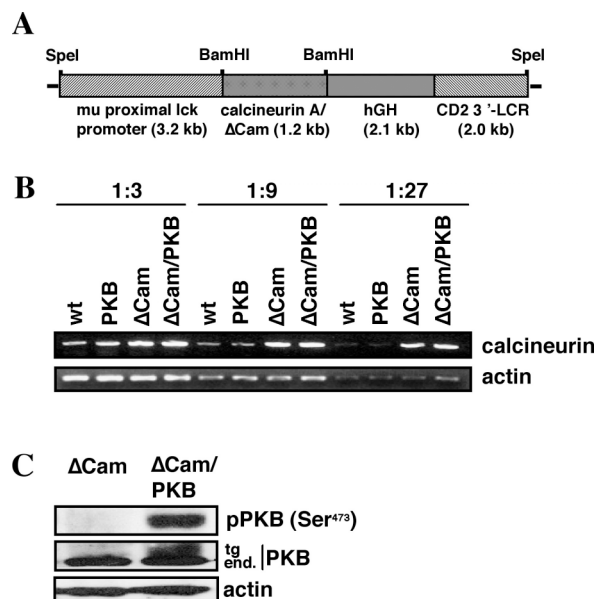 A
SpeI BamHI BamHI SpeI
mu proximal lck promoter (3.2 kb)
calcineurin A/ ΔCam (1.2 kb)
hGH (2.1 kb)
CD2 3 '-LCR (2.0 kb)
B
1:3 1:9 1:27
wt PKB ΔCam ΔCam/PKB wt PKB ΔCam ΔCam/PKB wt PKB ΔCam ΔCam/PKB
calcineurin
actin
C
ΔCam ΔCam/ PKB
pPKB (Ser473)
tg
end. PKB
actin